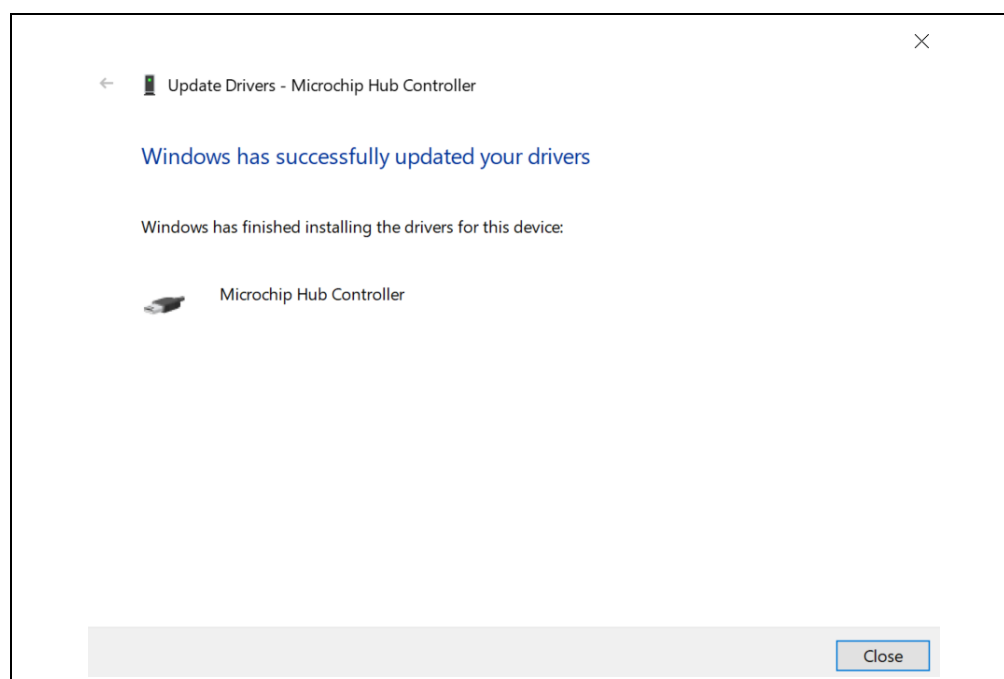 Update Drivers - Microchip Hub Controller
Windows has successfully updated your drivers
Windows has finished installing the drivers for this device:
Microchip Hub Controller
Close